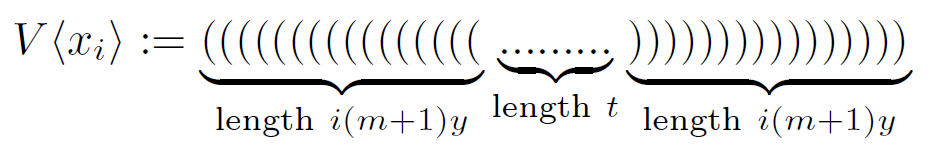 V⟨x_i⟩ := (((((((((((((((( ......... ))))))))))))))))
length i(m+1)y length t length i(m+1)y